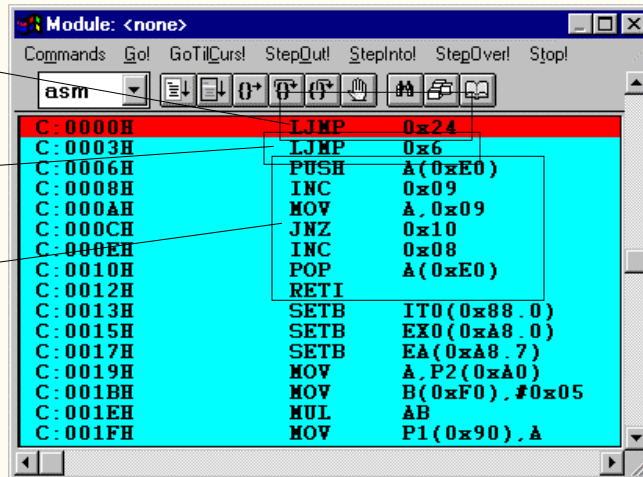 Module: <none>
Commands Go! GoTilCurs! StepOut! StepInto! StepOver! Stop!
asm
C:0000H LJMP 0x24
C:0003H LJMP 0x6
C:0006H PUSH A(0xE0)
C:0008H INC 0x09
C:000AH MOV A,0x09
C:000CH JNZ 0x10
C:000EH INC 0x08
C:0010H POP A(0xE0)
C:0012H RETI
C:0013H SETB IT0(0x88.0)
C:0015H SETB EX0(0xA8.0)
C:0017H SETB EA(0xA8.7)
C:0019H MOV A,P2(0xA0)
C:001BH MOV B(0xF0),#0x05
C:001EH MUL AB
C:001FH MOV P1(0x90),A